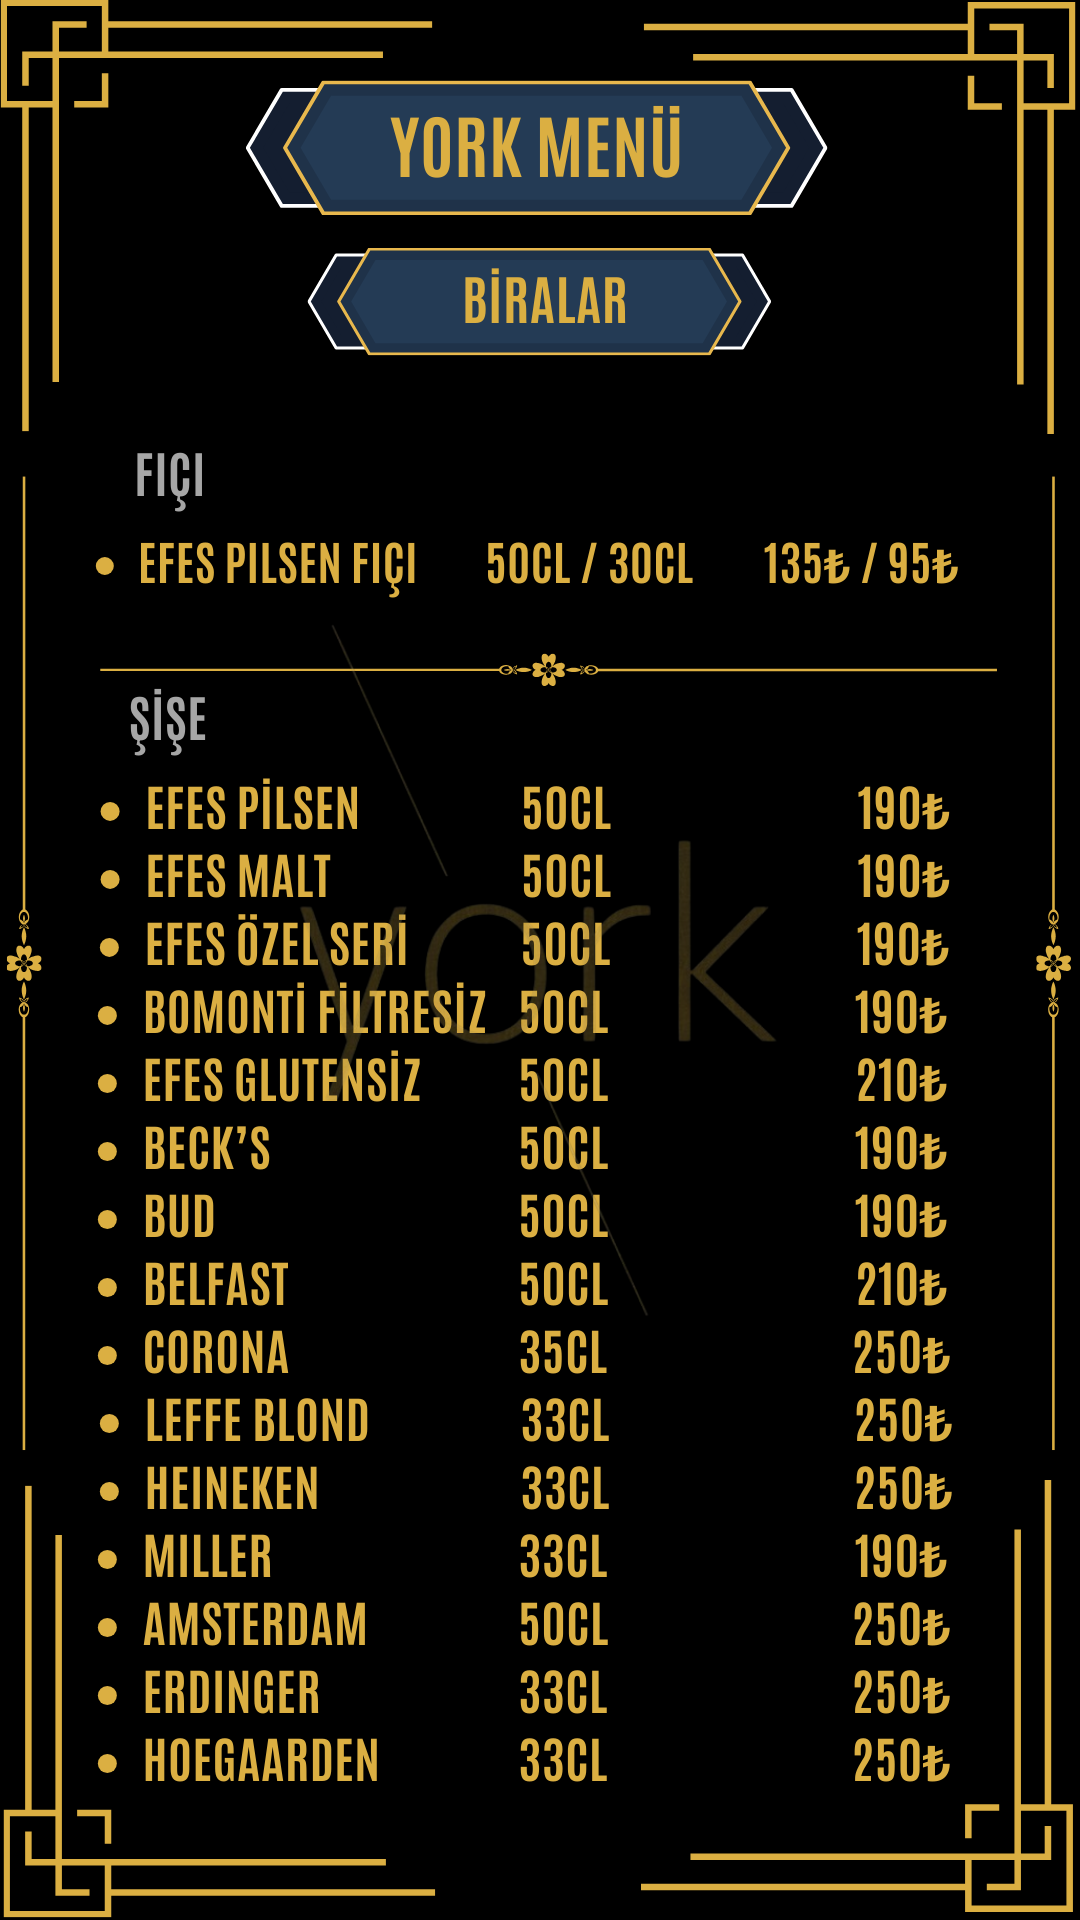 YORK MENÜ
BİRALAR
FIÇI
• EFES PILSEN FIÇI 50CL / 30CL 135₺ / 95₺
ŞİŞE
• EFES PİLSEN 50CL 190₺
• EFES MALT 50CL 190₺
• EFES ÖZEL SERİ 50CL 190₺
york
• BOMONTİ FİLTRESİZ 50CL 190₺
• EFES GLUTENSİZ 50CL 210₺
• BECK’S 50CL 190₺
• BUD 50CL 190₺
• BELFAST 50CL 210₺
• CORONA 35CL 250₺
• LEFFE BLOND 33CL 250₺
• HEINEKEN 33CL 250₺
• MILLER 33CL 190₺
• AMSTERDAM 50CL 250₺
• ERDINGER 33CL 250₺
• HOEGAARDEN 33CL 250₺